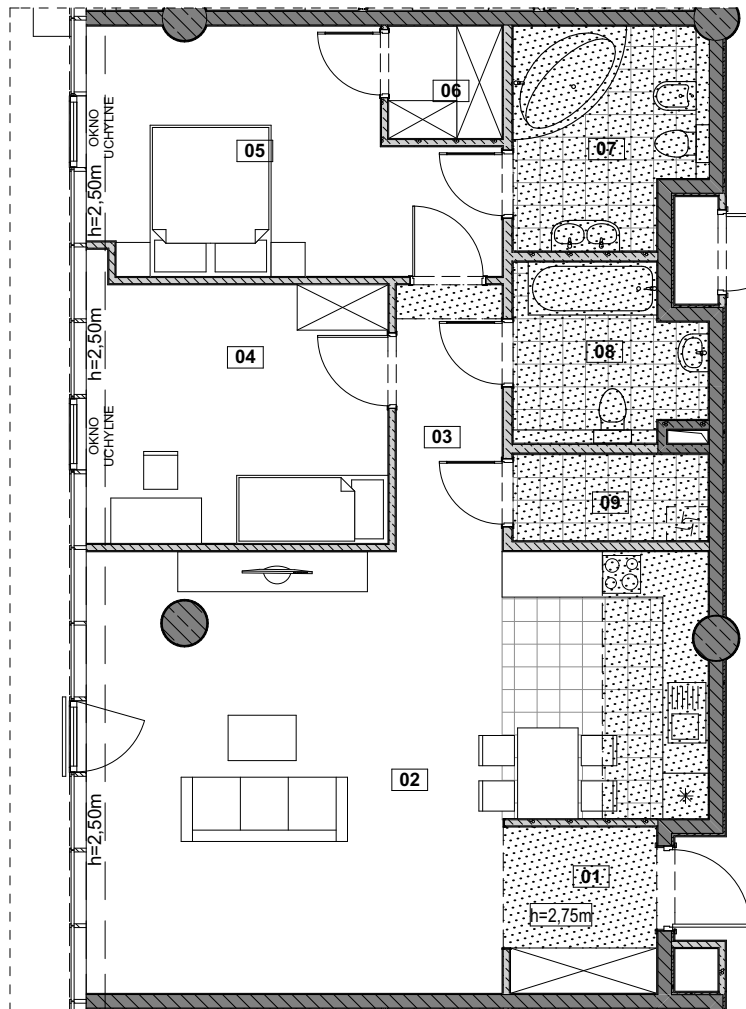 06
07
05
OKNO
UCHYLNE
h=2,50m
04
08
h=2,50m
03
OKNO
UCHYLNE
09
02
h=2,50m
01
h=2,75m